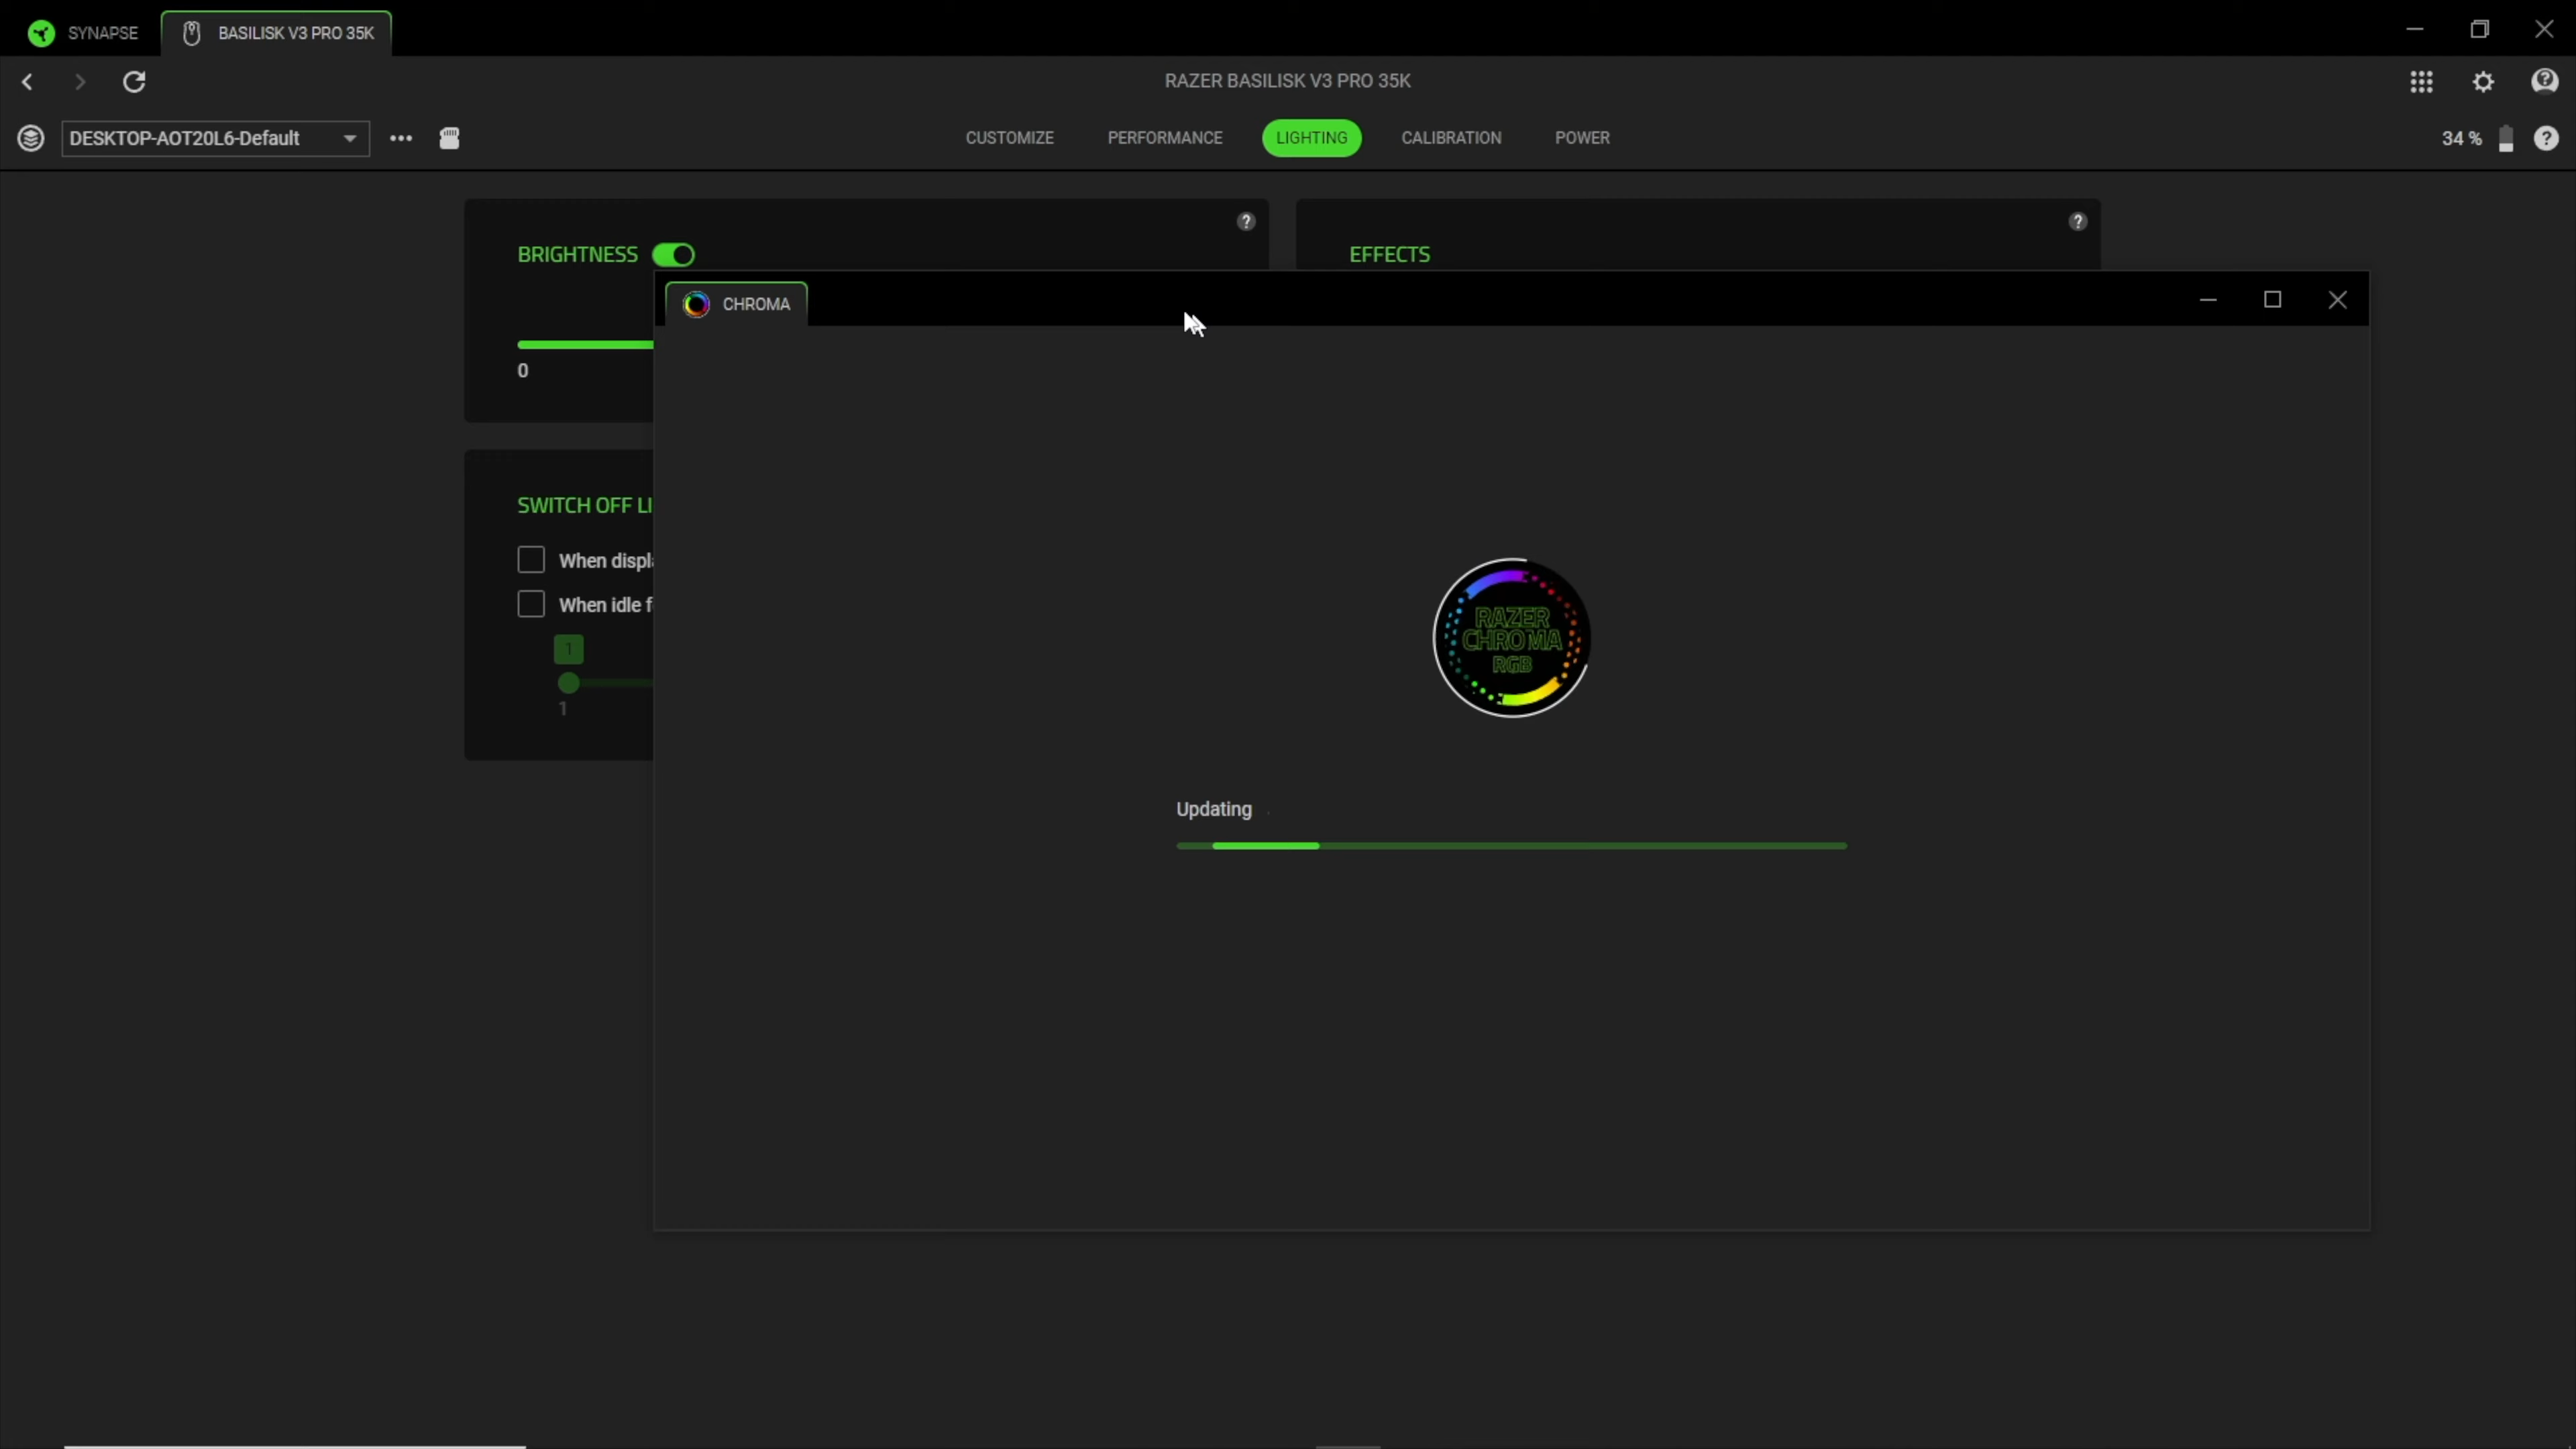 SYNAPSE
BASILISK V3 PRO 35K
RAZER BASILISK V3 PRO 35K
DESKTOP-AOT20L6-Default
CUSTOMIZE
PERFORMANCE
LIGHTING
CALIBRATION
POWER
34 %
BRIGHTNESS
EFFECTS
CHROMA
0
SWITCH OFF LI
When displa
When idle f
1
1
RAZER
CHROMA
RGB
Updating